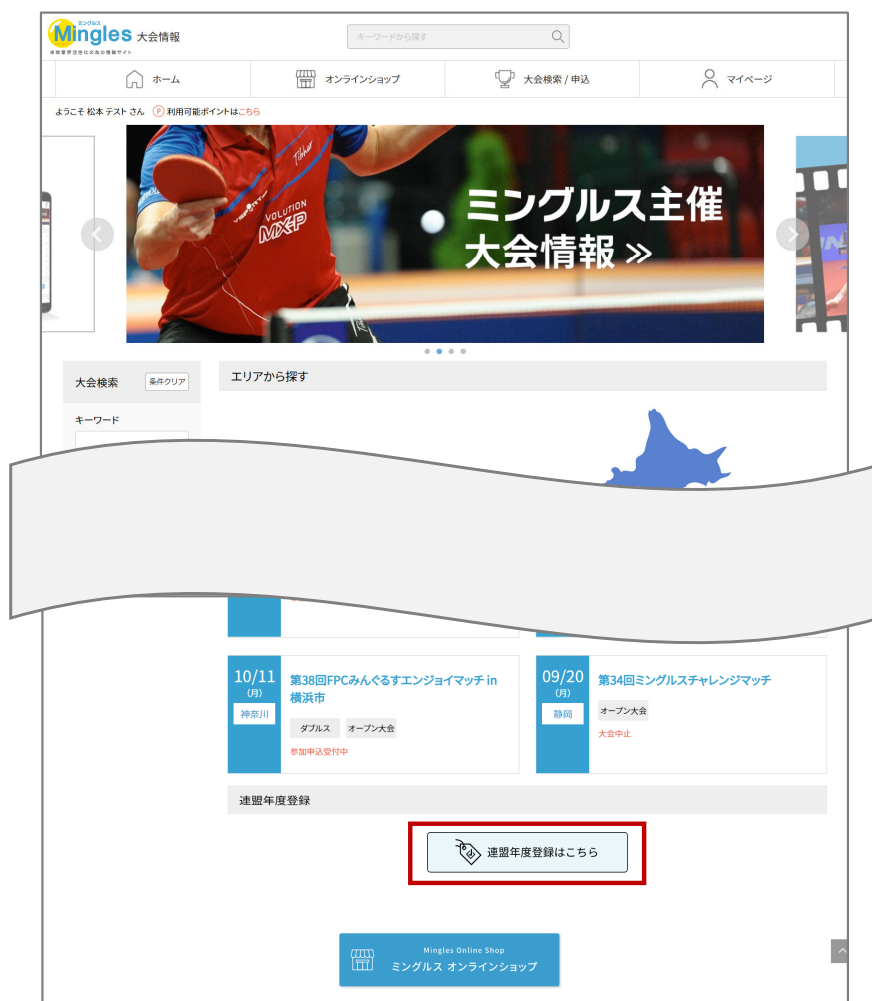 ミングルス
Mingles 大会情報
卓球業界活性化の為の情報サイト
キーワードから探す
ホーム
オンラインショップ
大会検索 / 申込
マイページ
ようこそ 松本 テスト さん Ⓟ 利用可能ポイントはこちら
Tibhar
VOLUTION
MX-P
ミングルス主催
大会情報 ≫
大会検索 条件クリア
エリアから探す
キーワード
10/11
(月)
神奈川
第38回FPCみんぐるすエンジョイマッチ in
横浜市
ダブルス オープン大会
参加申込受付中
09/20
(月)
静岡
第34回ミングルスチャレンジマッチ
オープン大会
大会中止
連盟年度登録
連盟年度登録はこちら
Mingles Online Shop
ミングルス オンラインショップ